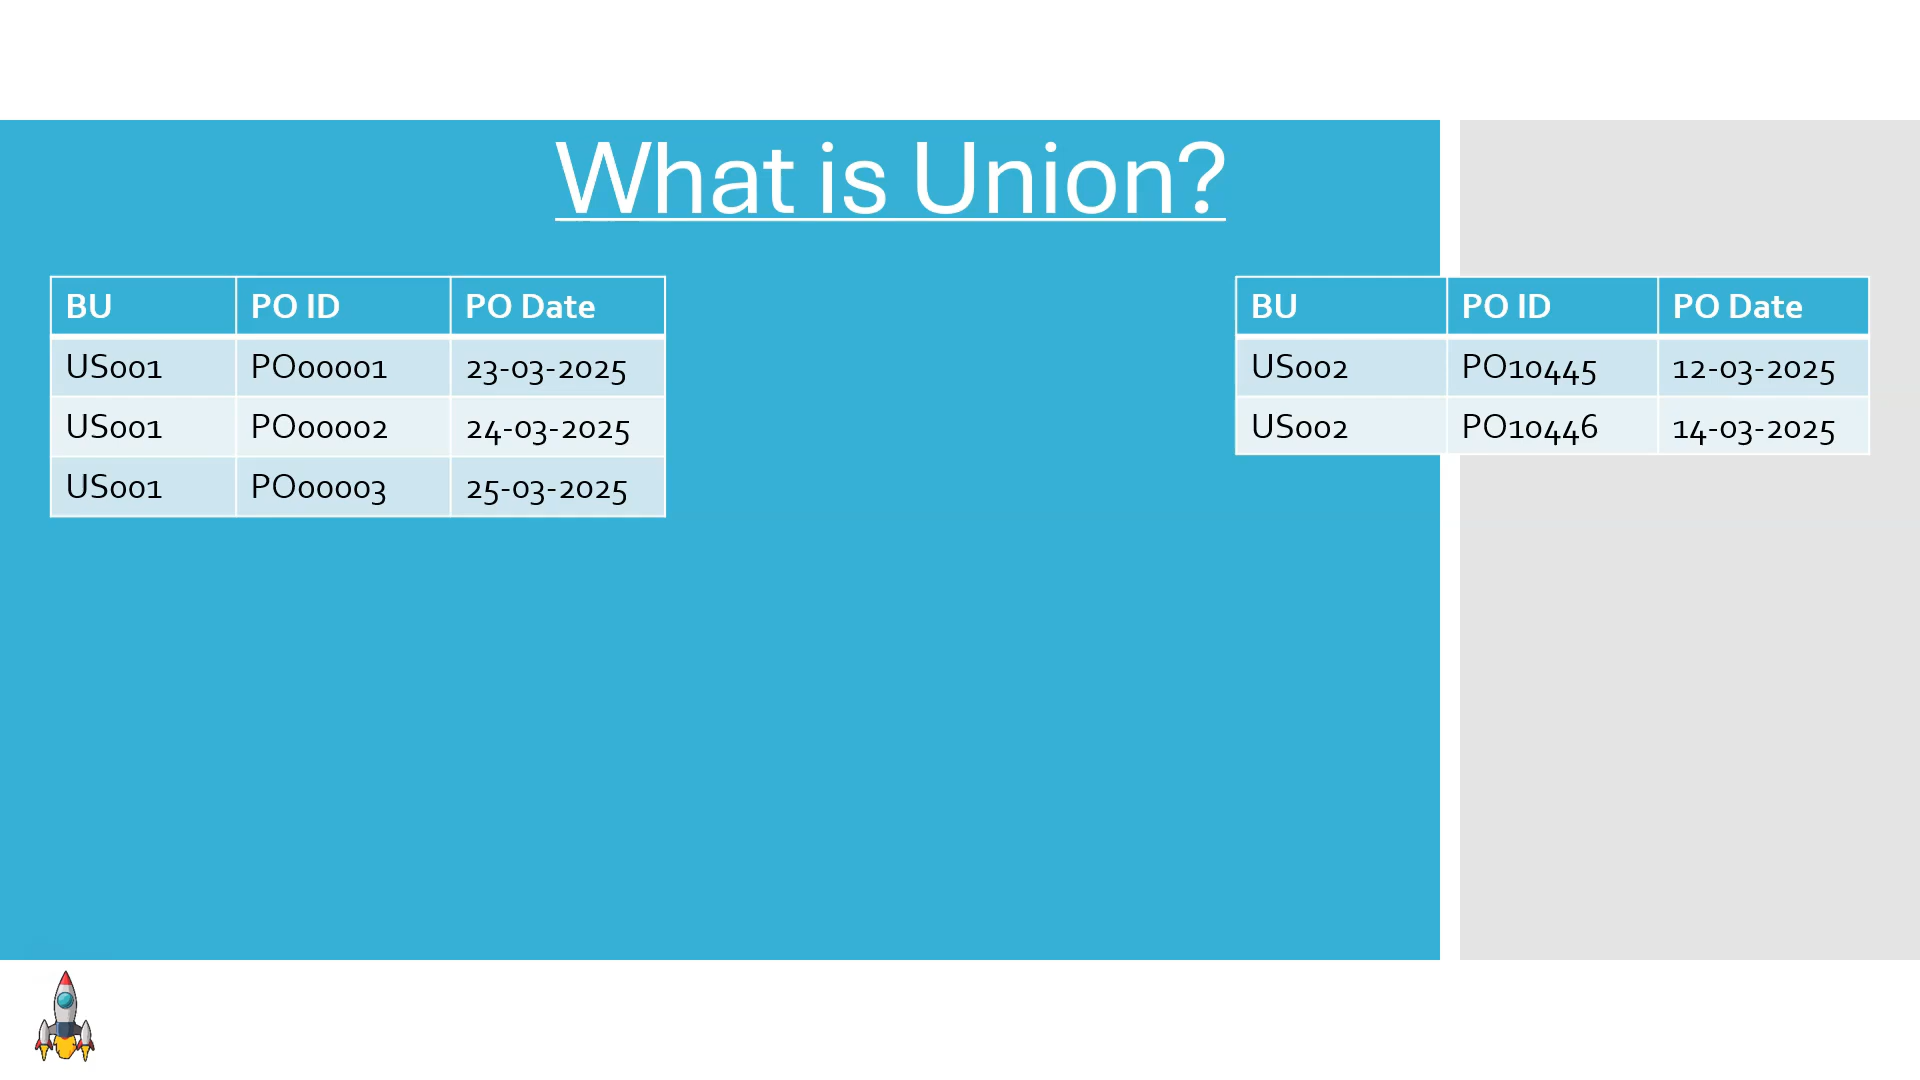 What is Union?
BU PO ID PO Date
US001 PO00001 23-03-2025
US001 PO00002 24-03-2025
US001 PO00003 25-03-2025
BU PO ID PO Date
US002 PO10445 12-03-2025
US002 PO10446 14-03-2025